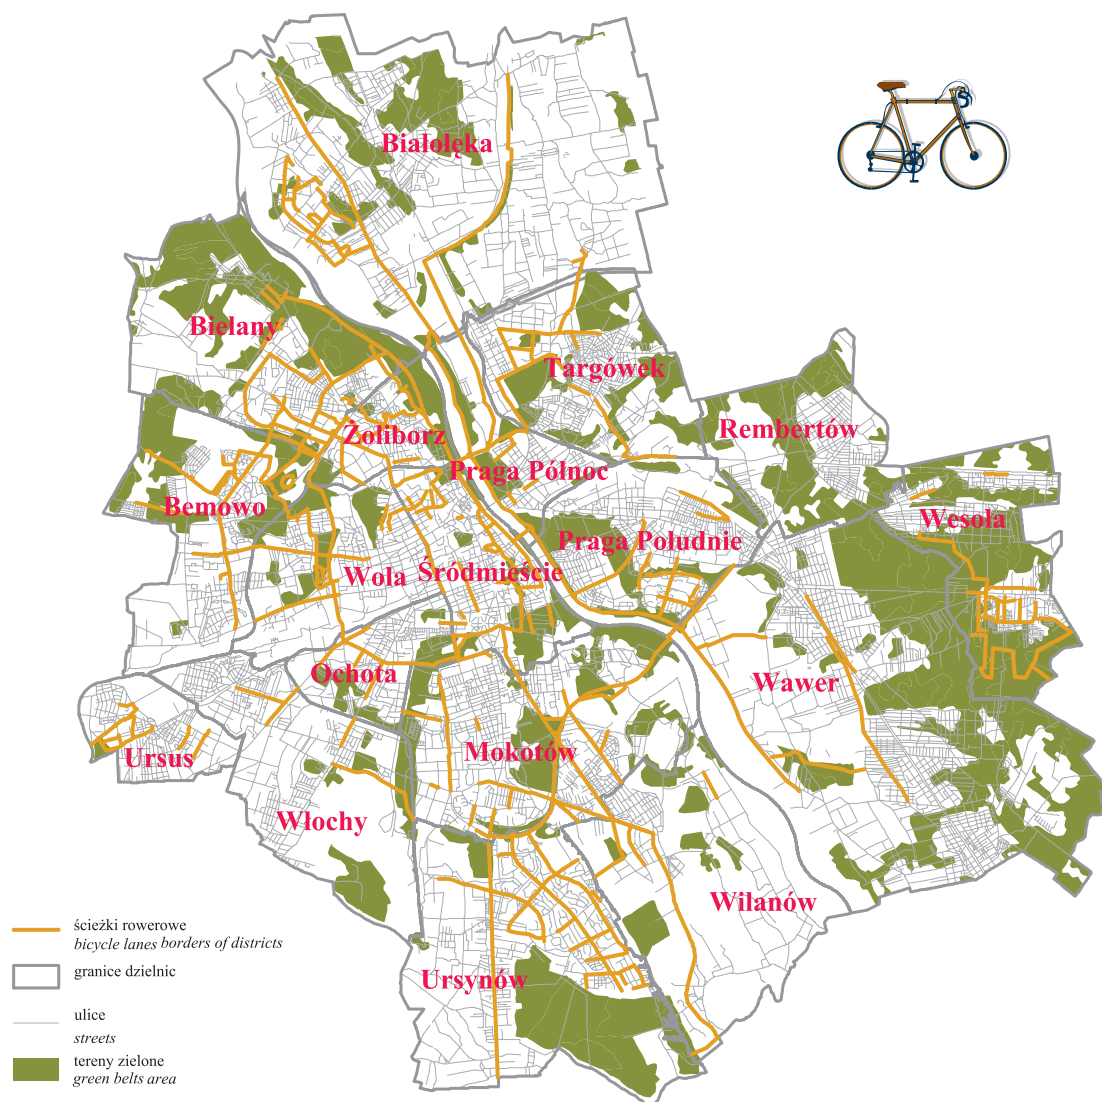 Białołęka
Bielany
Targówek
Żoliborz
Rembertów
Praga Północ
Bemowo
Wesoła
Praga Południe
Wola
Śródmieście
Ochota
Wawer
Ursus
Mokotów
Włochy
Wilanów
Ursynów
ścieżki rowerowe
bicycle lanes borders of districts
granice dzielnic
ulice
streets
tereny zielone
green belts area